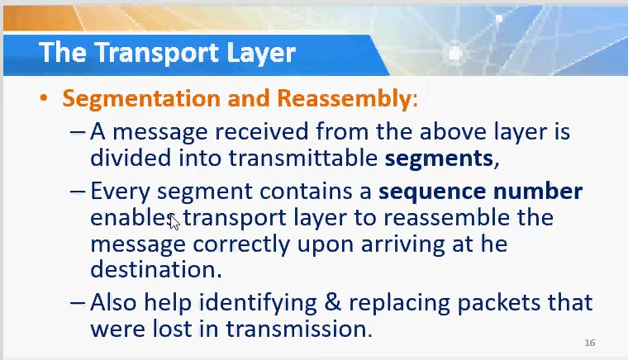 The Transport Layer
• Segmentation and Reassembly:
– A message received from the above layer is
divided into transmittable segments,
– Every segment contains a sequence number
enables transport layer to reassemble the
message correctly upon arriving at he
destination.
– Also help identifying & replacing packets that
were lost in transmission.
16